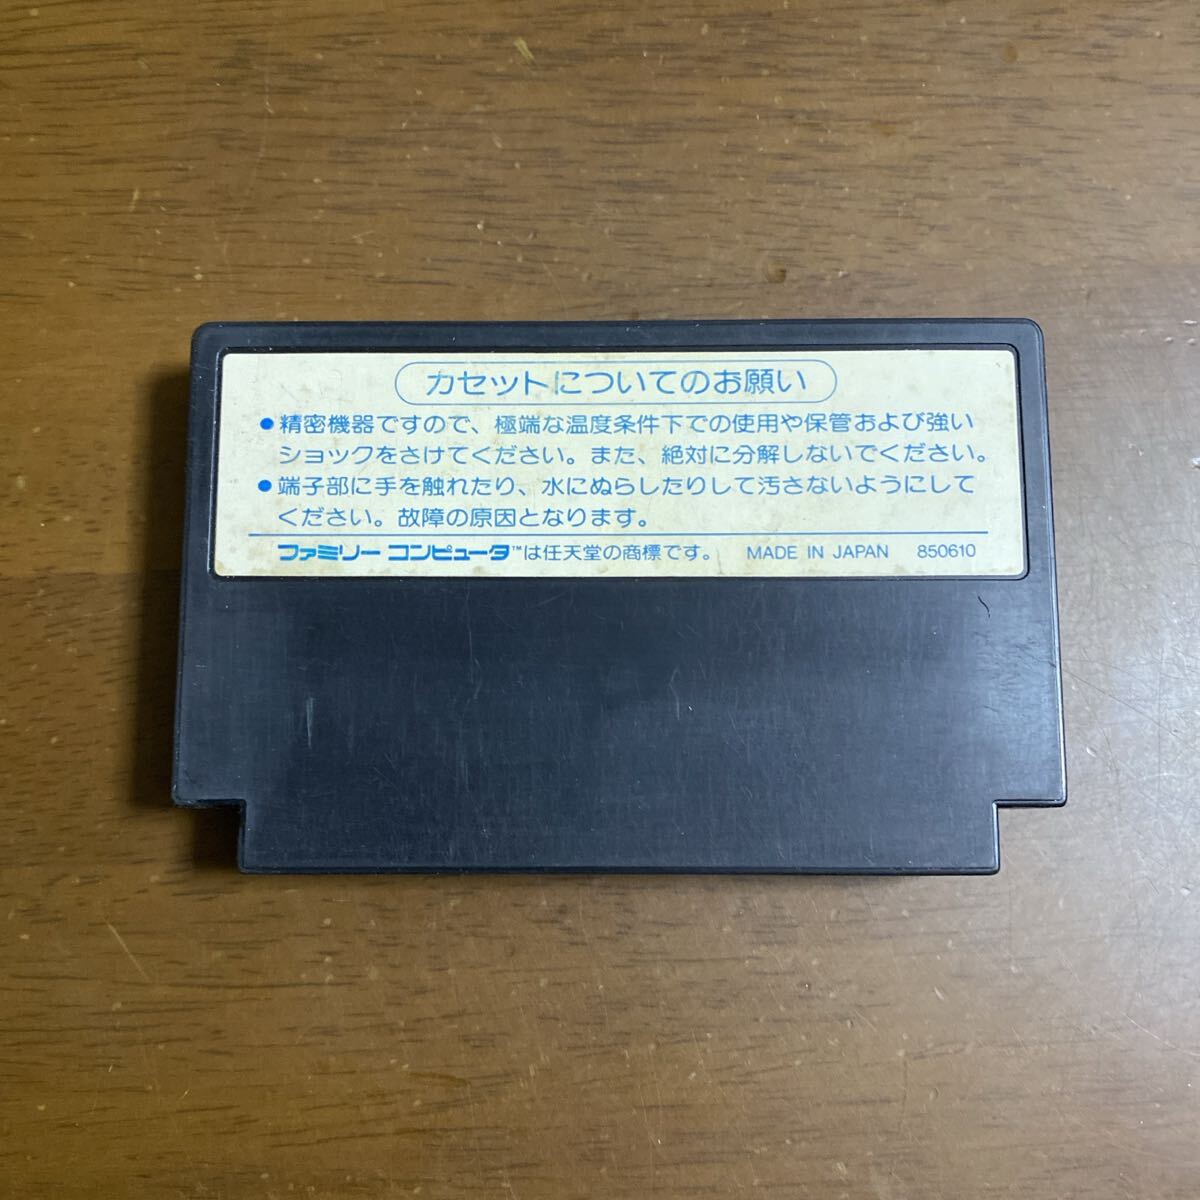 カセットについてのお願い
●精密機器ですので、極端な温度条件下での使用や保管および強い
ショックをさけてください。また、絶対に分解しないでください。
●端子部に手を触れたり、水にぬらしたりして汚さないようにして
ください。故障の原因となります。
ファミリーコンピュータ™は任天堂の商標です。 MADE IN JAPAN 850610